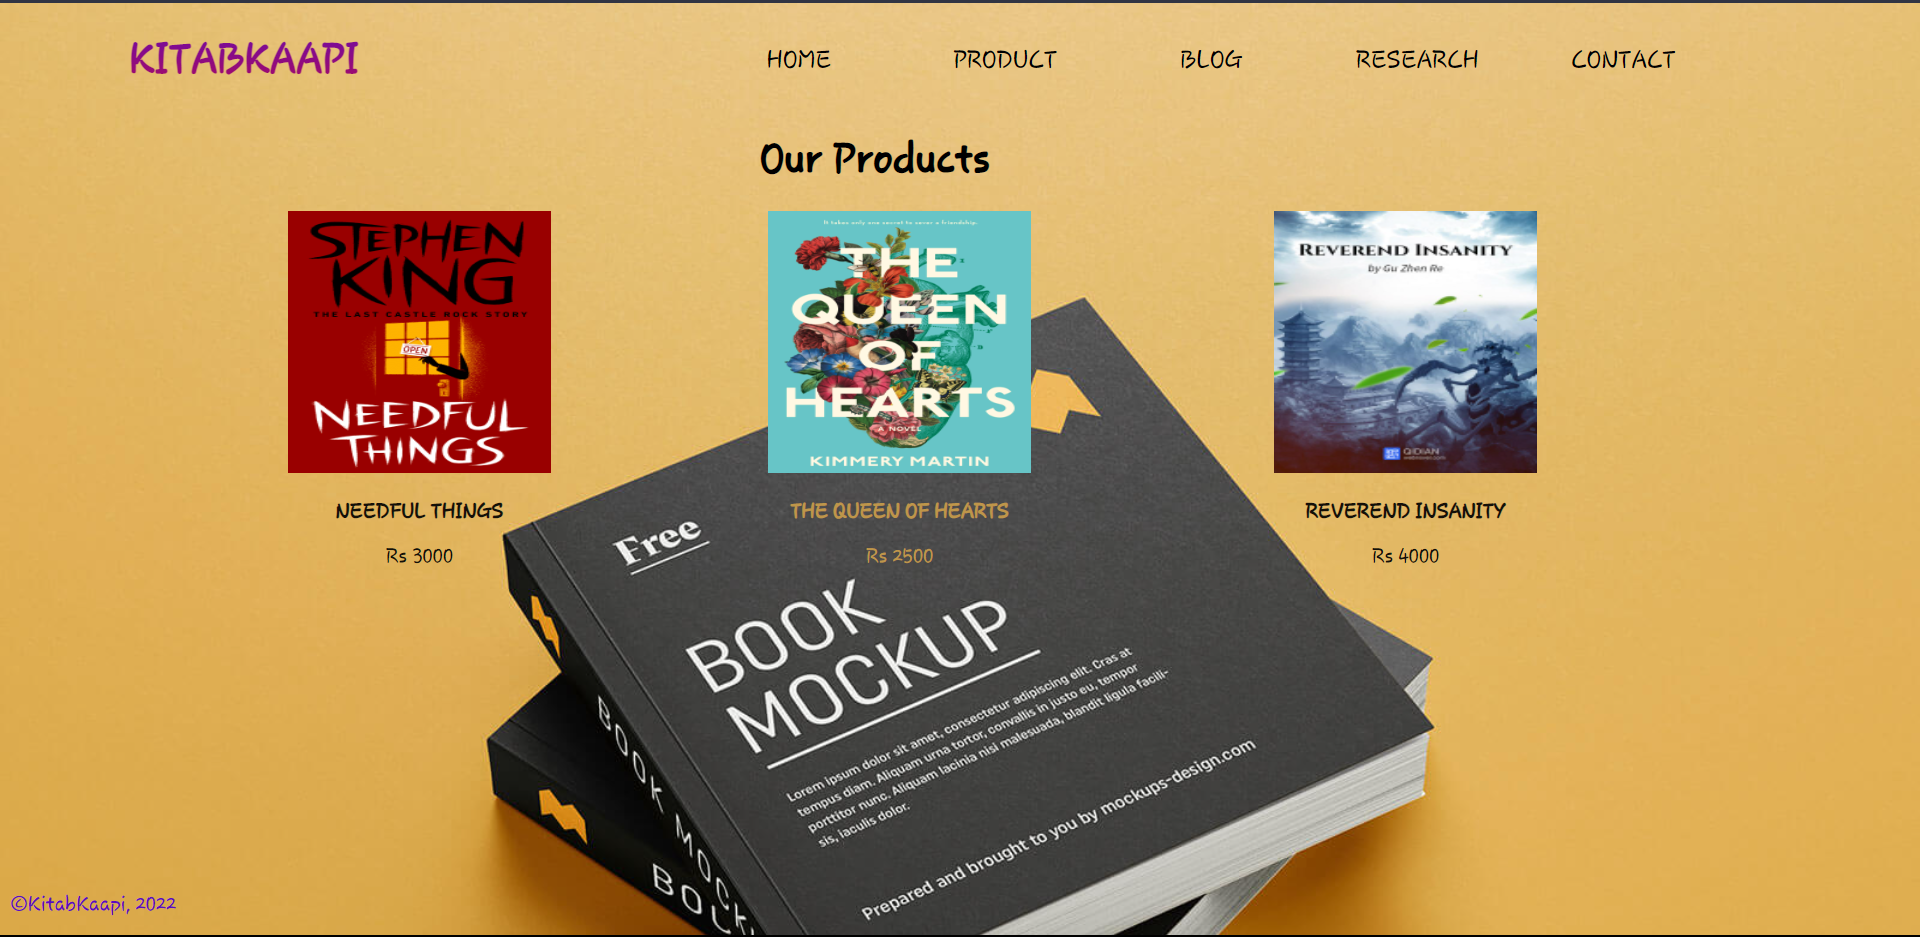 KITABKAAPI
HOME PRODUCT BLOG RESEARCH CONTACT
Our Products
STEPHEN
KING
THE LAST CASTLE ROCK STORY
OPEN
NEEDFUL
THINGS
NEEDFUL THINGS
Rs 3000
It takes only one secret to sever a friendship.
THE
QUEEN
OF
HEARTS
A NOVEL
KIMMERY MARTIN
THE QUEEN OF HEARTS
Rs 2500
REVEREND INSANITY
by Gu Zhen Re
QIDIAN
REVEREND INSANITY
Rs 4000
Free
BOOK
MOCKUP
Lorem ipsum dolor sit amet, consectetur adipiscing elit. Cras at
tempus diam. Aliquam urna tortor, convallis in justo eu, tempor
porttitor nunc. Aliquam lacinia nisi malesuada, blandit ligula facili-
sis, iaculis dolor.
Prepared and brought to you by mockups-design.com
BOOK MOCK
©KitabKaapi, 2022